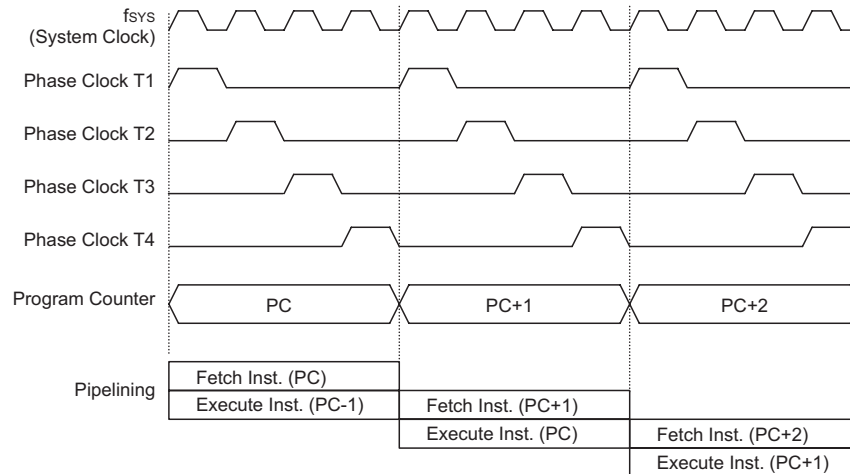 fSYS
(System Clock)
Phase Clock T1
Phase Clock T2
Phase Clock T3
Phase Clock T4
Program Counter
PC
PC+1
PC+2
Pipelining
Fetch Inst. (PC)
Execute Inst. (PC-1)
Fetch Inst. (PC+1)
Execute Inst. (PC)
Fetch Inst. (PC+2)
Execute Inst. (PC+1)